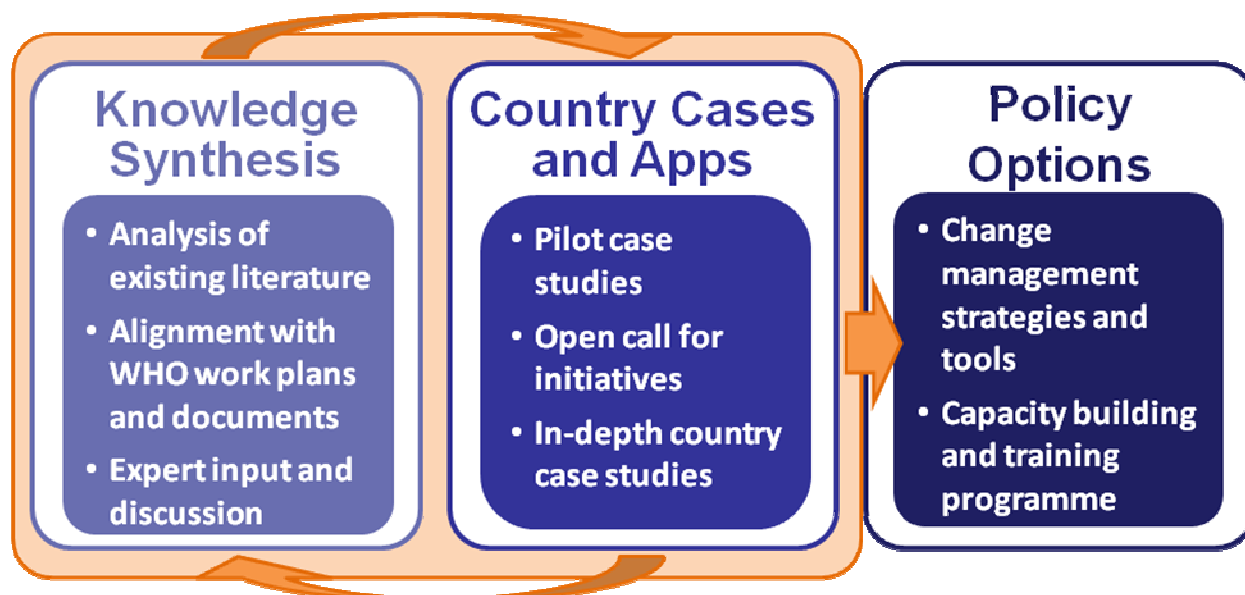 Knowledge
Synthesis
• Analysis of
existing literature
• Alignment with
WHO work plans
and documents
• Expert input and
discussion
Country Cases
and Apps
• Pilot case
studies
• Open call for
initiatives
• In-depth country
case studies
Policy
Options
• Change
management
strategies and
tools
• Capacity building
and training
programme